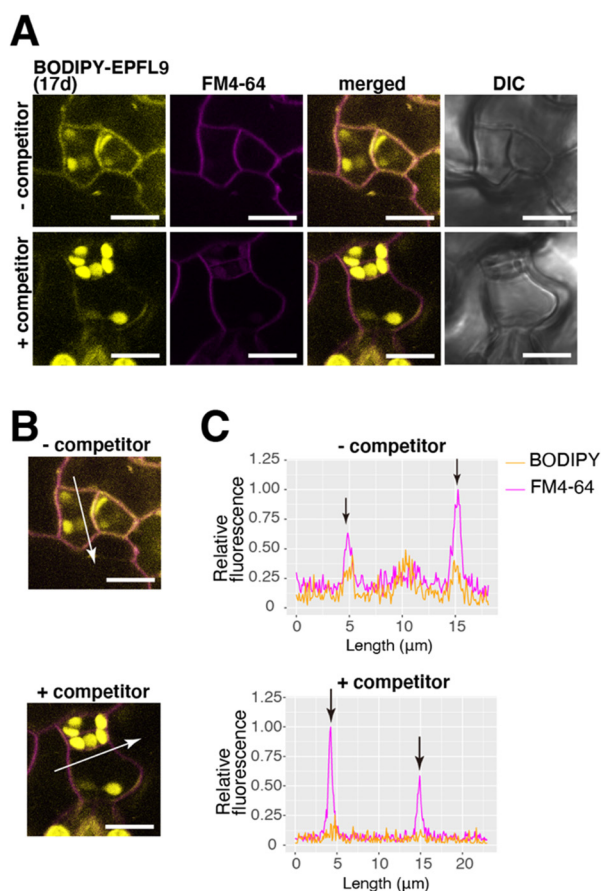 A
BODIPY-EPFL9
(17d)
FM4-64
merged
DIC
- competitor
+ competitor
B
- competitor
+ competitor
C
- competitor
BODIPY
FM4-64
Relative
fluorescence
1.25
1.00
0.75
0.50
0.25
0
0
5
10
15
Length (μm)
+ competitor
Relative
fluorescence
1.25
1.00
0.75
0.50
0.25
0
0
5
10
15
20
Length (μm)